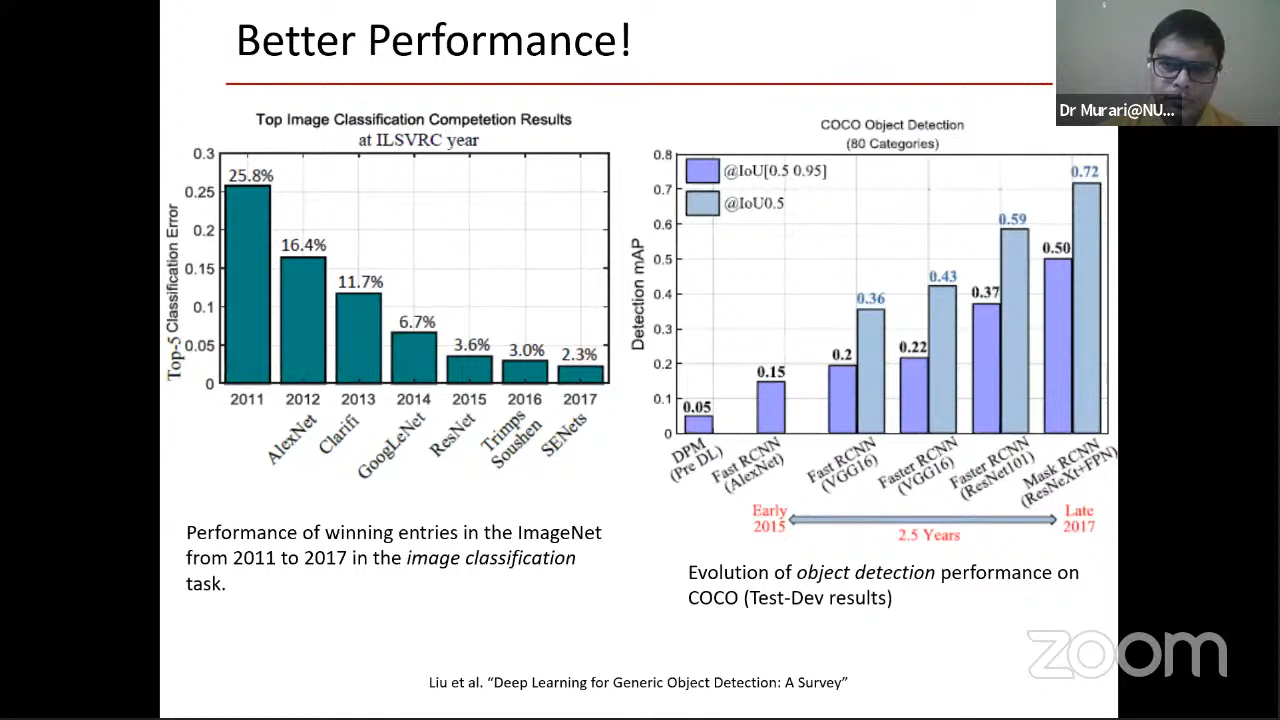 Better Performance!
Dr Murari@NU...
Top Image Classification Competetion Results
at ILSVRC year
Top-5 Classification Error
0.3
0.25
0.2
0.15
0.1
0.05
0
25.8%
16.4%
11.7%
6.7%
3.6%
3.0%
2.3%
2011
2012
2013
2014
2015
2016
2017
AlexNet
Clarifi
GoogLeNet
ResNet
Trimps
Soushen
SENets
Performance of winning entries in the ImageNet
from 2011 to 2017 in the image classification
task.
COCO Object Detection
(80 Categories)
@IoU[0.5 0.95]
@IoU0.5
Detection mAP
0.8
0.7
0.6
0.5
0.4
0.3
0.2
0.1
0
0.05
0.15
0.2
0.36
0.22
0.43
0.37
0.59
0.50
0.72
DPM
(Pre DL)
Fast RCNN
(AlexNet)
Fast RCNN
(VGG16)
Faster RCNN
(VGG16)
Faster RCNN
(ResNet101)
Mask RCNN
(ResNeXt+FPN)
Early
2015
2.5 Years
Late
2017
Evolution of object detection performance on
COCO (Test-Dev results)
Liu et al. “Deep Learning for Generic Object Detection: A Survey”
zoom